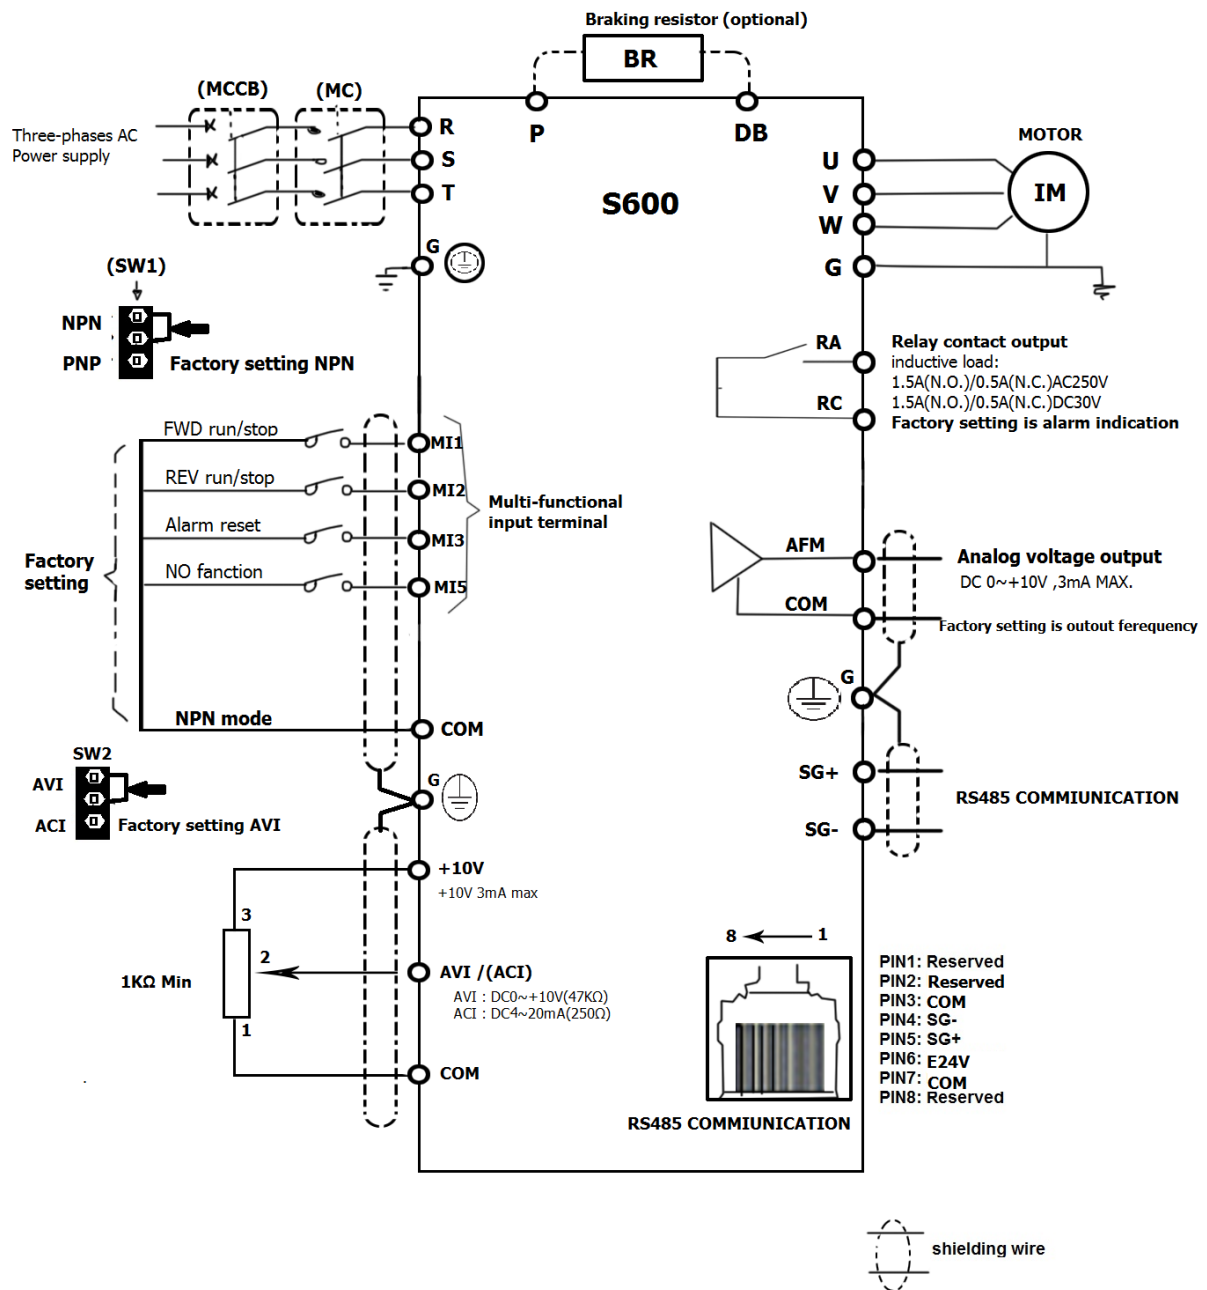 Braking resistor (optional)
BR
(MCCB)
(MC)
P
DB
Three-phases AC
Power supply
R
S
T
S600
MOTOR
U
V
W
IM
G
G
(SW1)
NPN
PNP
Factory setting NPN
RA
Relay contact output
inductive load:
1.5A(N.O.)/0.5A(N.C.)AC250V
1.5A(N.O.)/0.5A(N.C.)DC30V
RC
Factory setting is alarm indication
FWD run/stop
MI1
REV run/stop
MI2
Multi-functional
input terminal
Alarm reset
MI3
NO fanction
MI5
Factory
setting
AFM
Analog voltage output
DC 0~+10V ,3mA MAX.
COM
Factory setting is outout ferequency
G
NPN mode
COM
SW2
AVI
ACI
Factory setting AVI
G
SG+
RS485 COMMIUNICATION
SG-
+10V
+10V 3mA max
3
2
1KΩ Min
1
AVI /(ACI)
AVI : DC0~+10V(47KΩ)
ACI : DC4~20mA(250Ω)
COM
8
1
PIN1: Reserved
PIN2: Reserved
PIN3: COM
PIN4: SG-
PIN5: SG+
PIN6: E24V
PIN7: COM
PIN8: Reserved
RS485 COMMIUNICATION
shielding wire